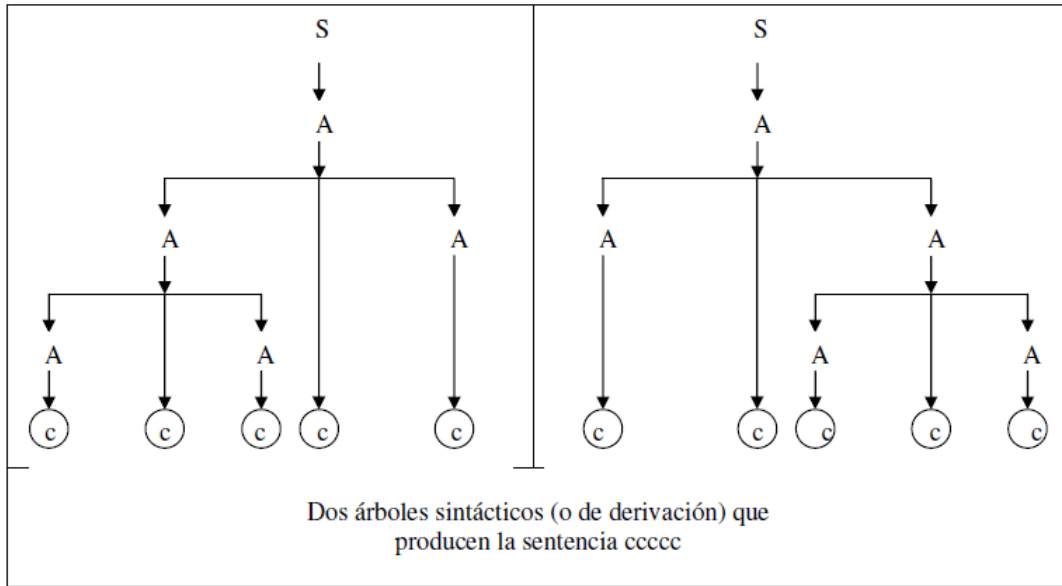 S S
A A
A A A A
A A A A
c c c c c c c c c c
Dos árboles sintácticos (o de derivación) que
producen la sentencia ccccc